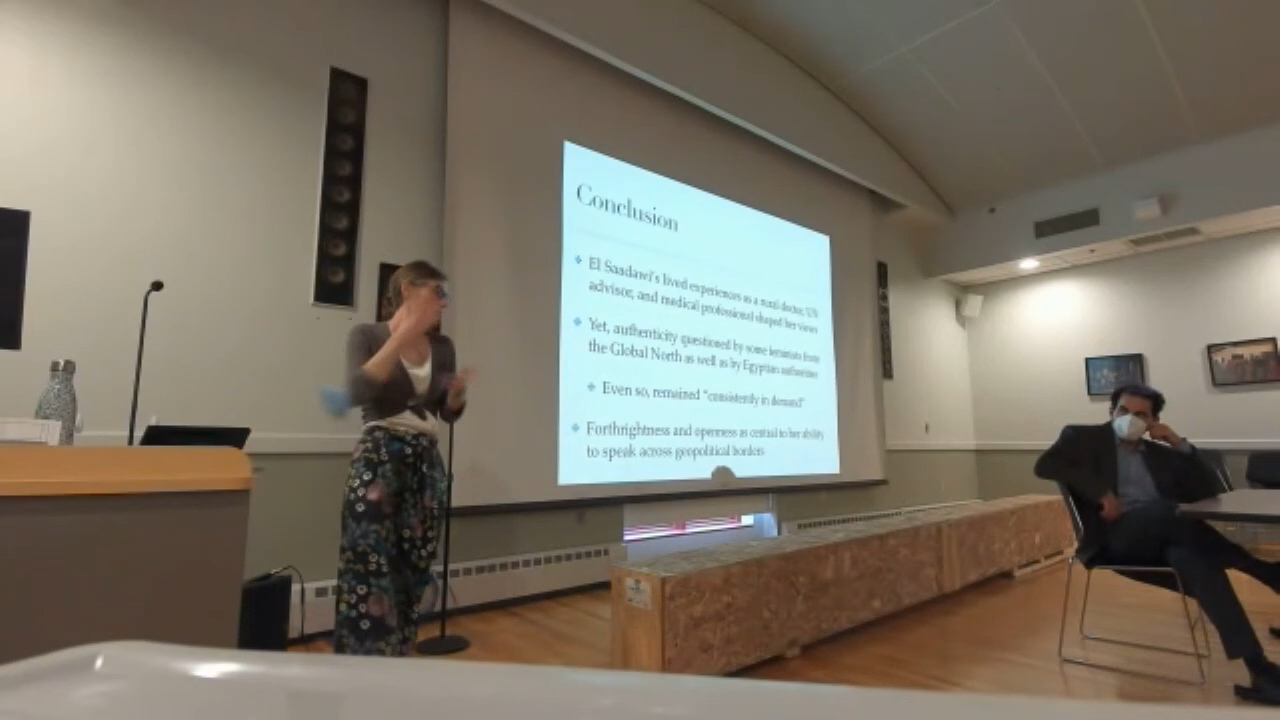 Conclusion
El Saadawi's lived experiences as a rural doctor, UN
advisor, and medical professional shaped her views
Yet, authenticity questioned by some feminists from
the Global North as well as by Egyptian authorities
Even so, remained "consistently in demand"
Forthrightness and openness as central to her ability
to speak across geopolitical borders